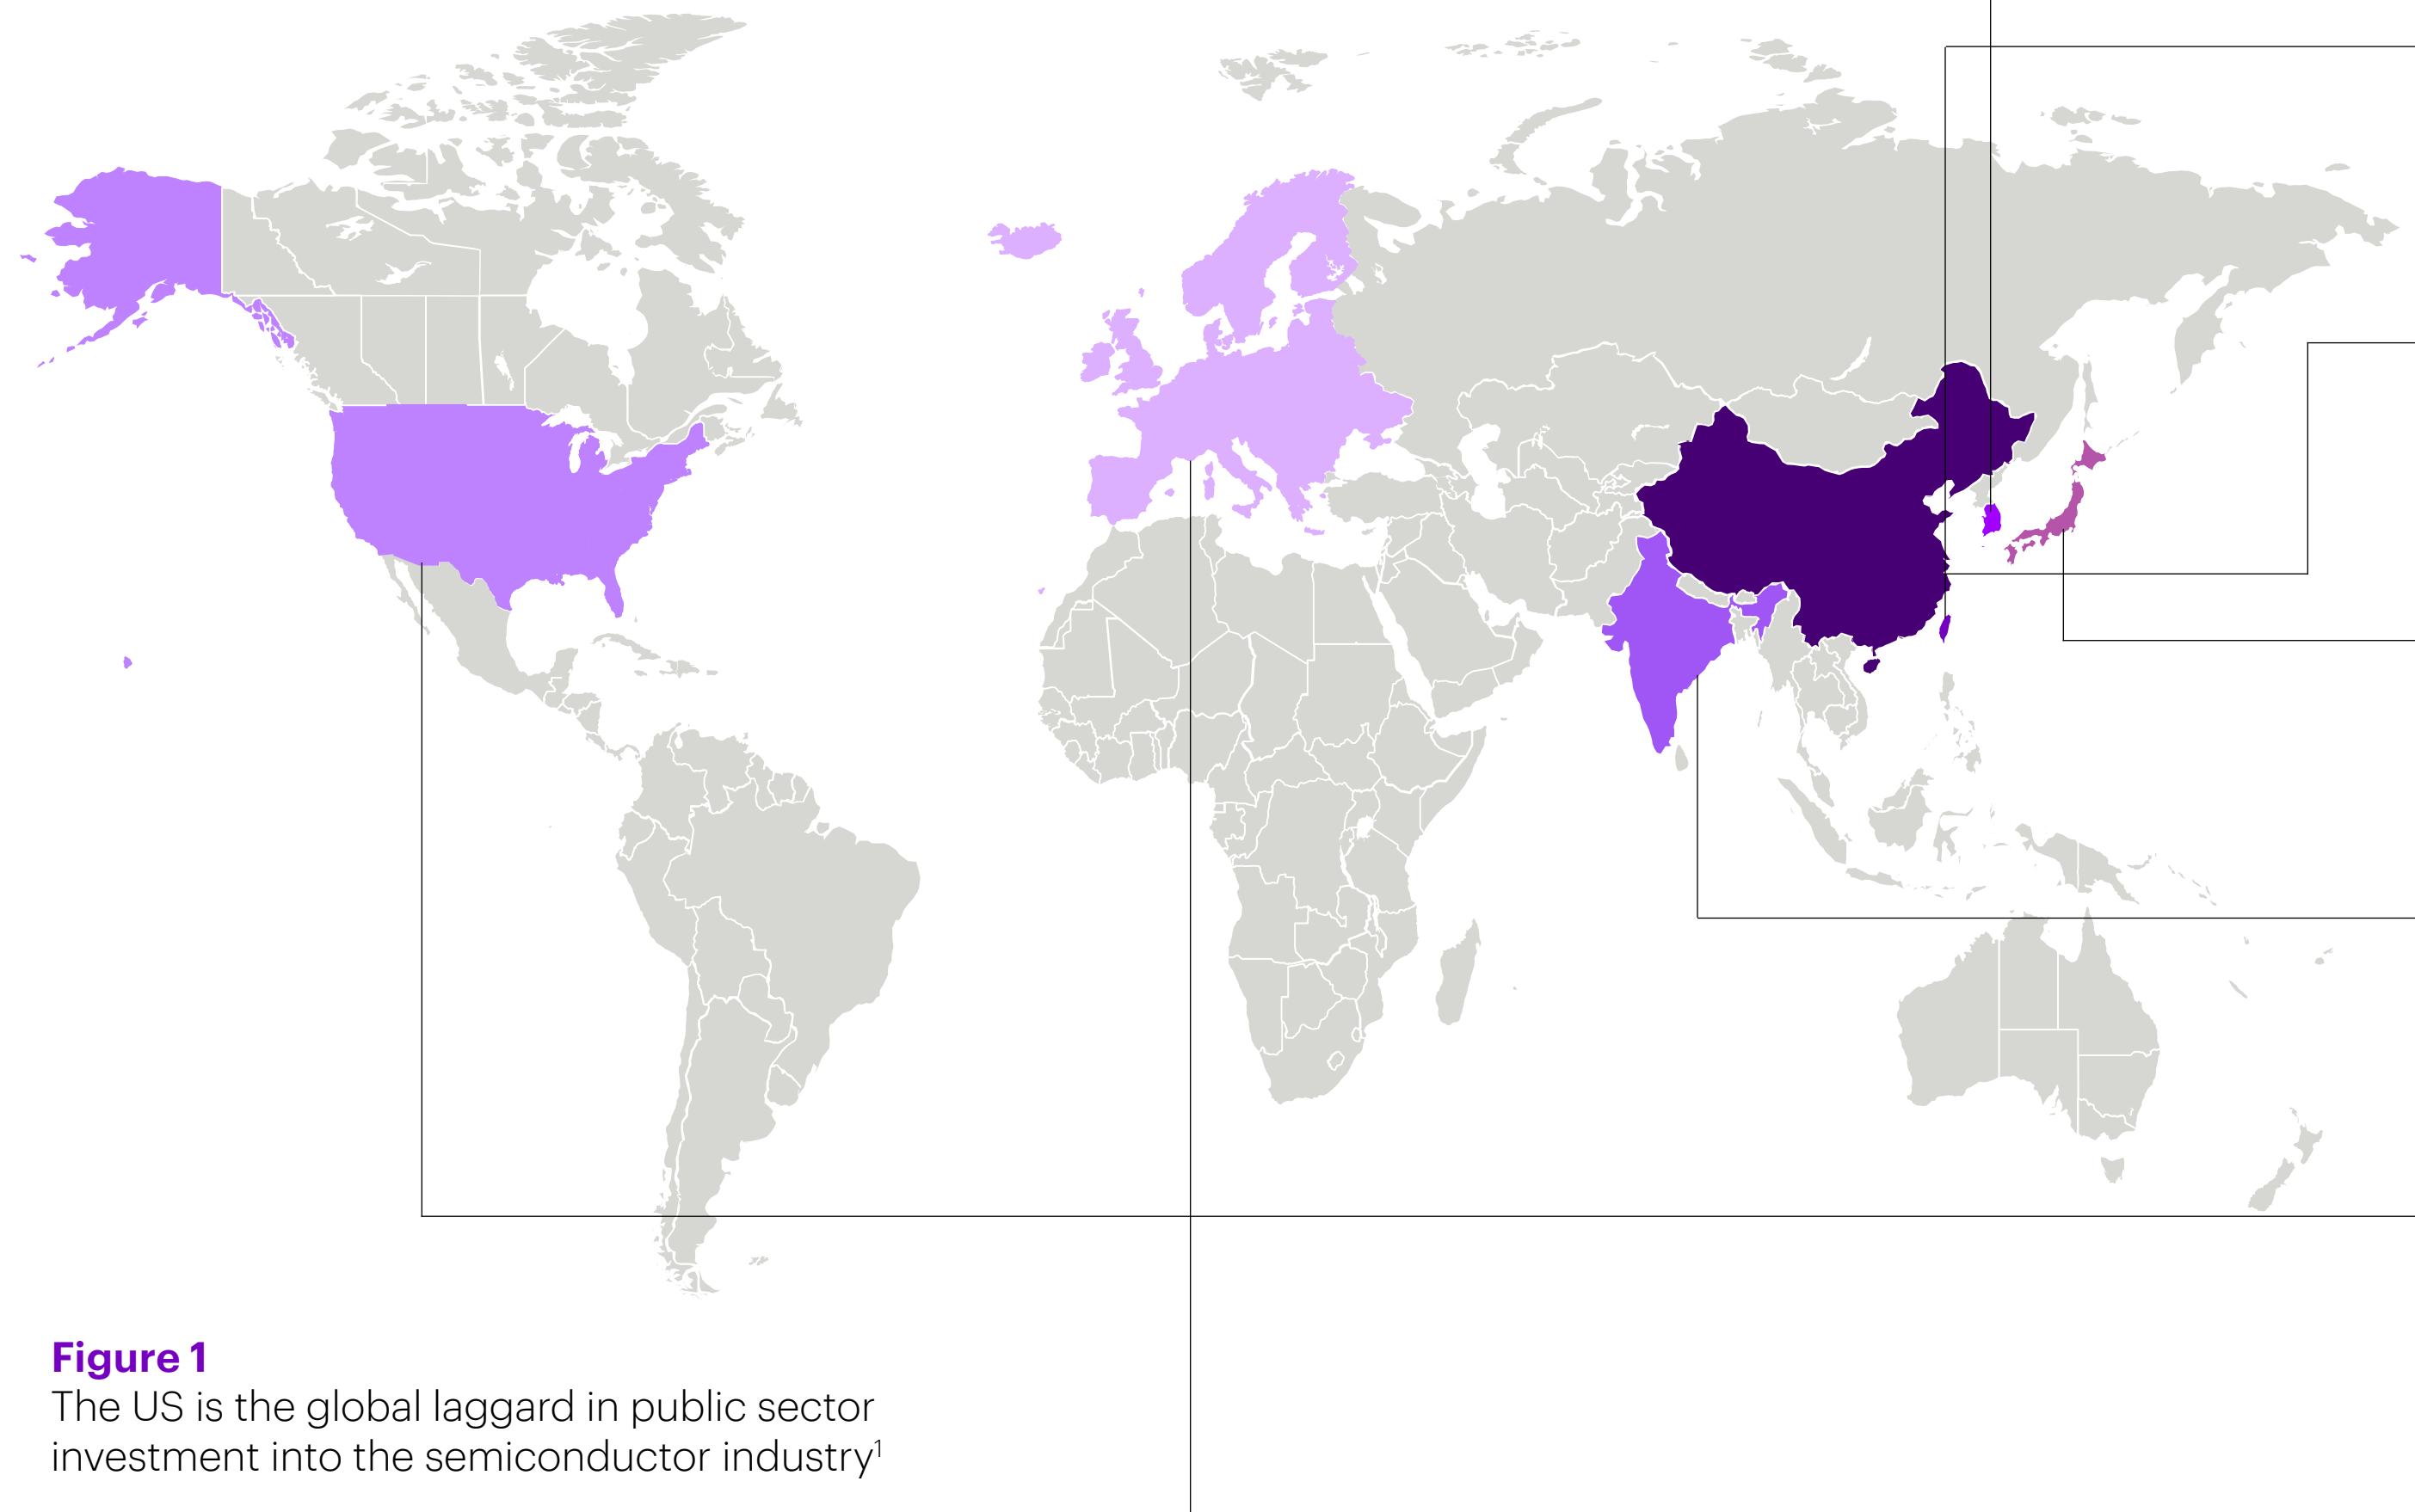 Figure 1
The US is the global laggard in public sector
investment into the semiconductor industry¹